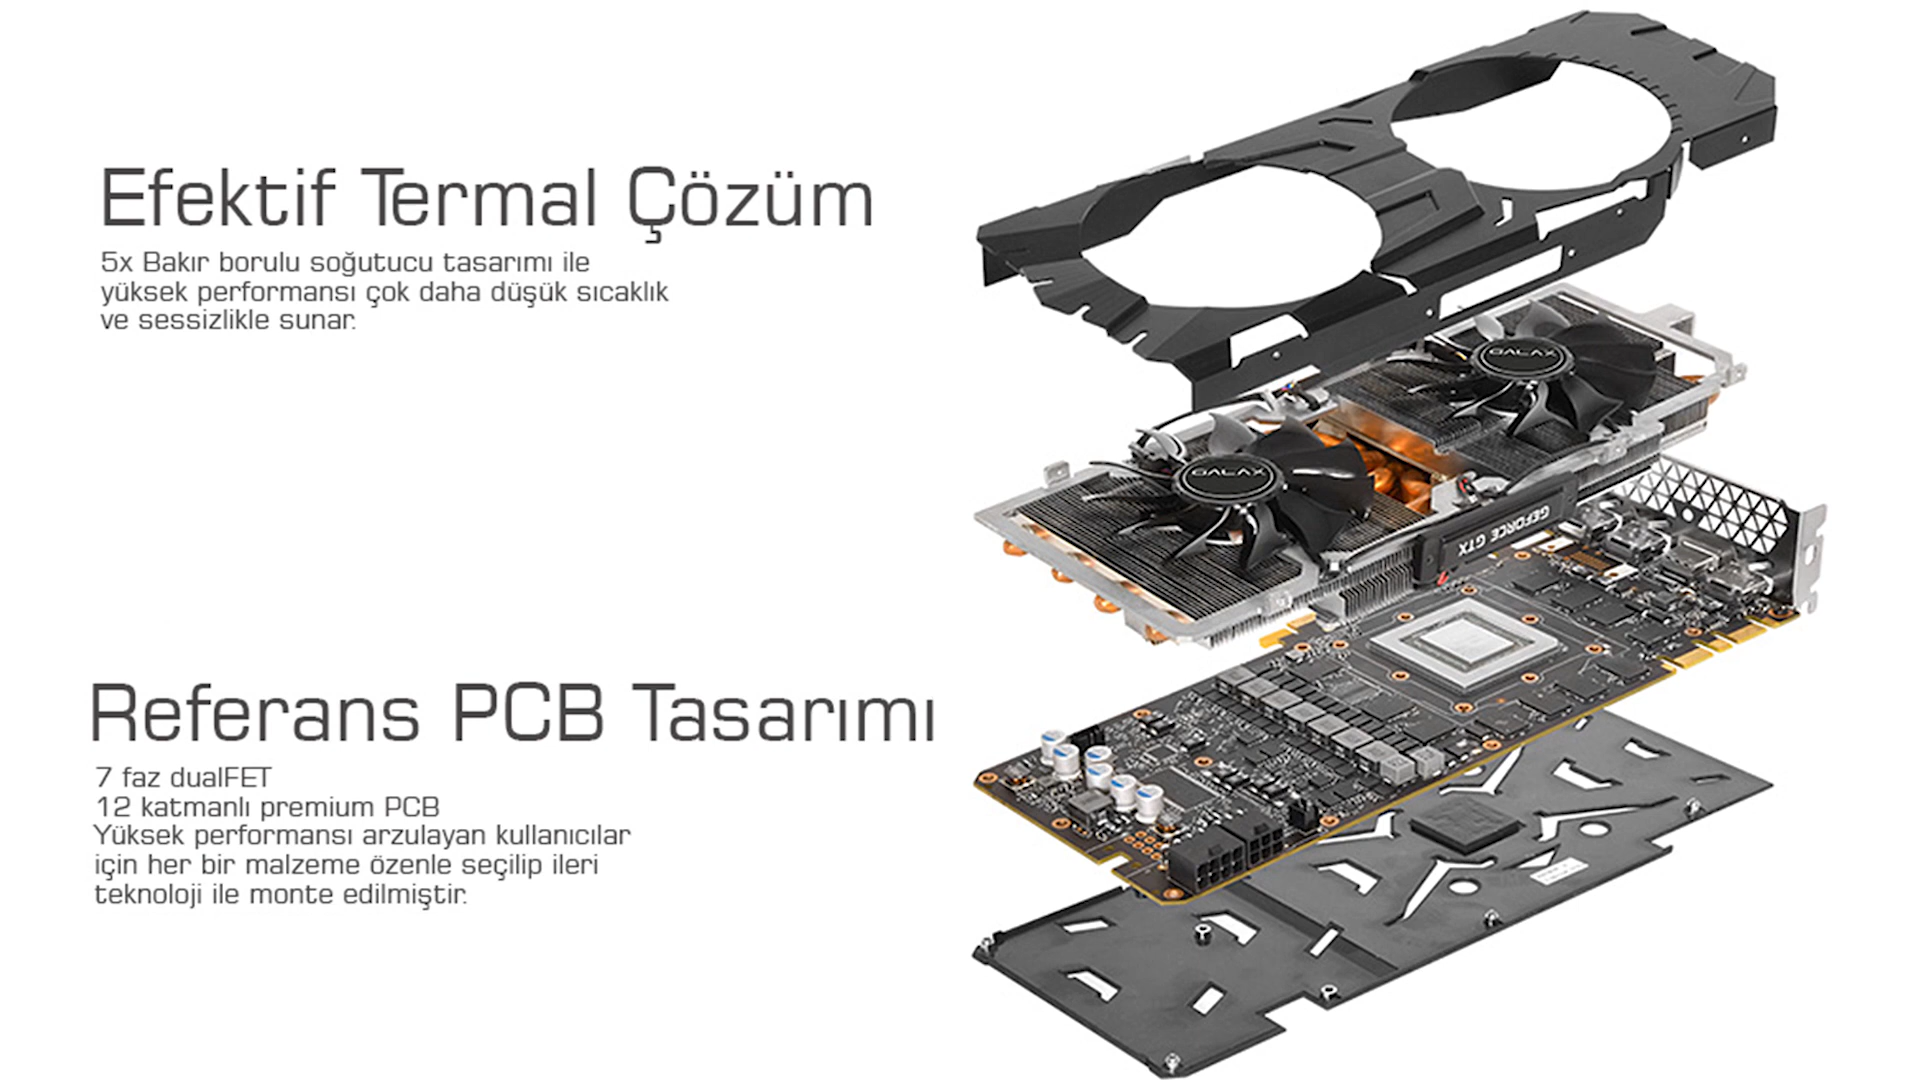 Efektif Termal Çözüm
5x Bakır borulu soğutucu tasarımı ile
yüksek performansı çok daha düşük sıcaklık
ve sessizlikle sunar.
GALAX
GALAX
GEFORCE GTX
Referans PCB Tasarımı
7 faz dualFET
12 katmanlı premium PCB
Yüksek performansı arzulayan kullanıcılar
için her bir malzeme özenle seçilip ileri
teknoloji ile monte edilmiştir.